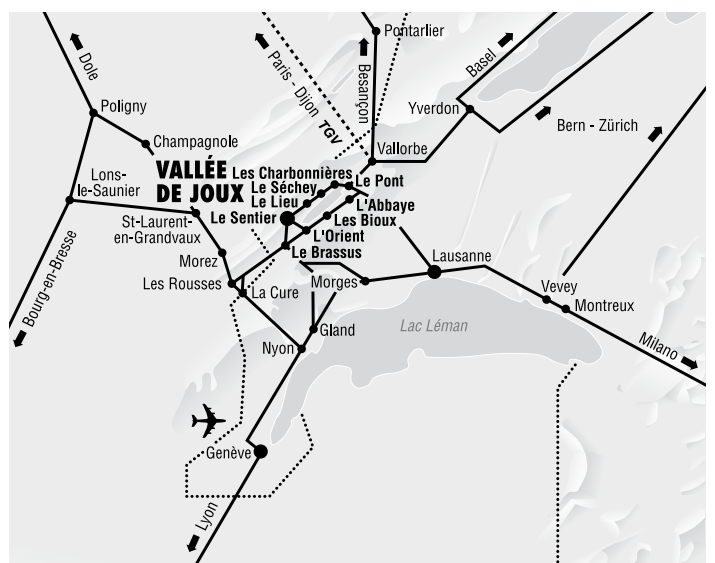 Pontarlier
Dole
Paris - Dijon TGV
Besançon
Basel
Poligny
Yverdon
Bern - Zürich
Champagnole
Vallorbe
VALLÉE
DE JOUX
Les Charbonnières
Le Pont
Lons-
le-Saunier
Le Séchey
Le Lieu
L'Abbaye
St-Laurent-
en-Grandvaux
Le Sentier
Les Bioux
L'Orient
Morez
Le Brassus
Lausanne
Les Rousses
La Cure
Morges
Vevey
Montreux
Bourg-en-Bresse
Gland
Lac Léman
Nyon
Milano
Genève
Lyon